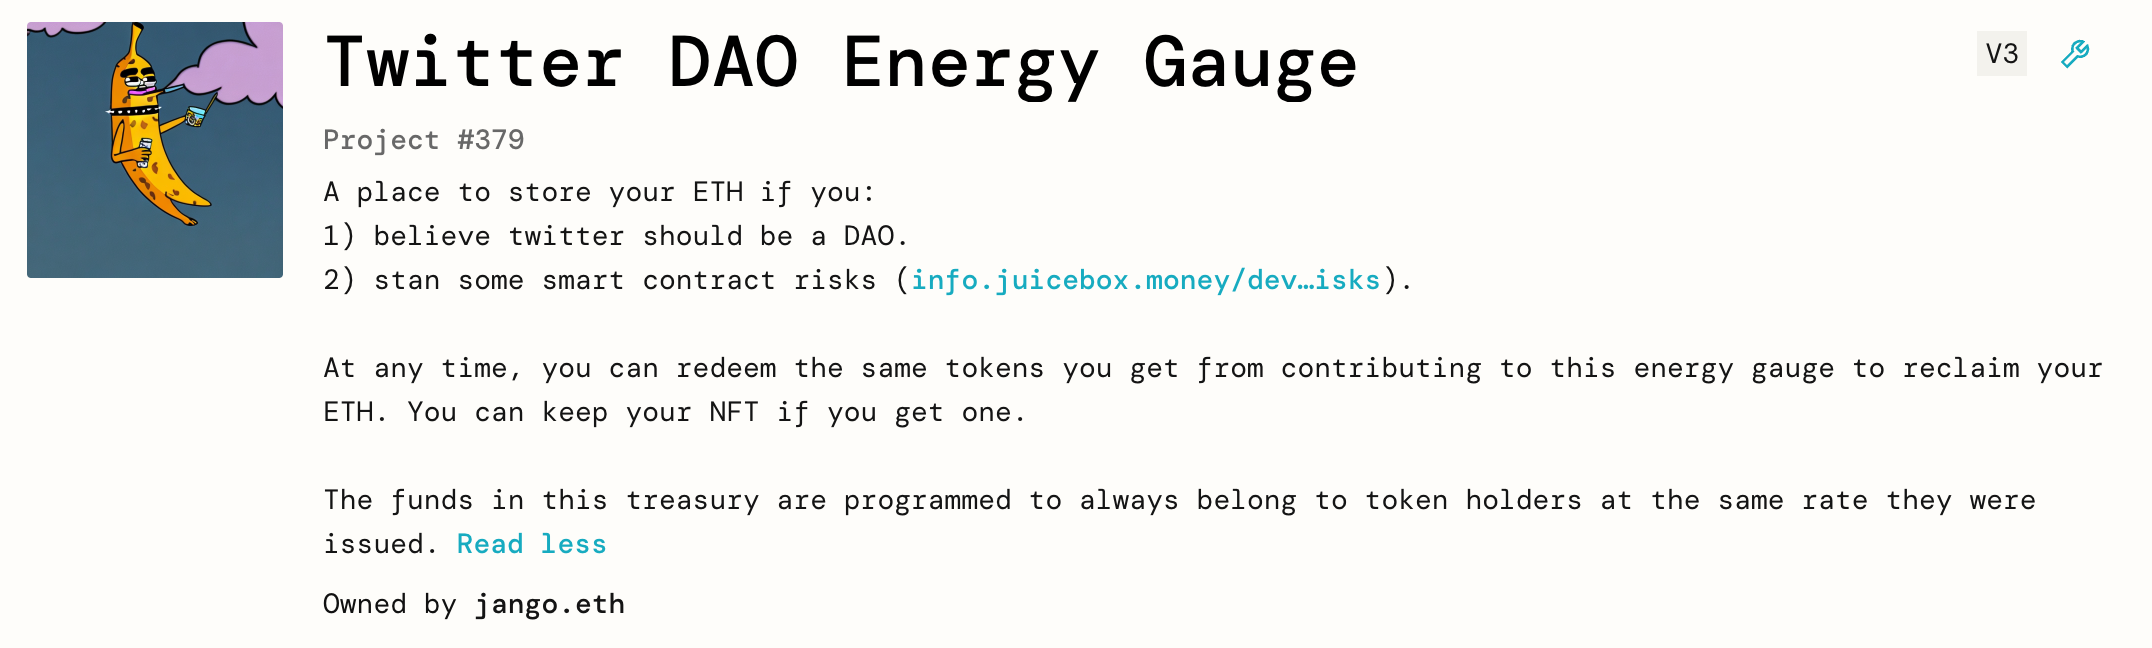 Twitter DAO Energy Gauge
V3
Project #379
A place to store your ETH if you:
1) believe twitter should be a DAO.
2) stan some smart contract risks (info.juicebox.money/dev…isks).
At any time, you can redeem the same tokens you get from contributing to this energy gauge to reclaim your
ETH. You can keep your NFT if you get one.
The funds in this treasury are programmed to always belong to token holders at the same rate they were
issued. Read less
Owned by jango.eth